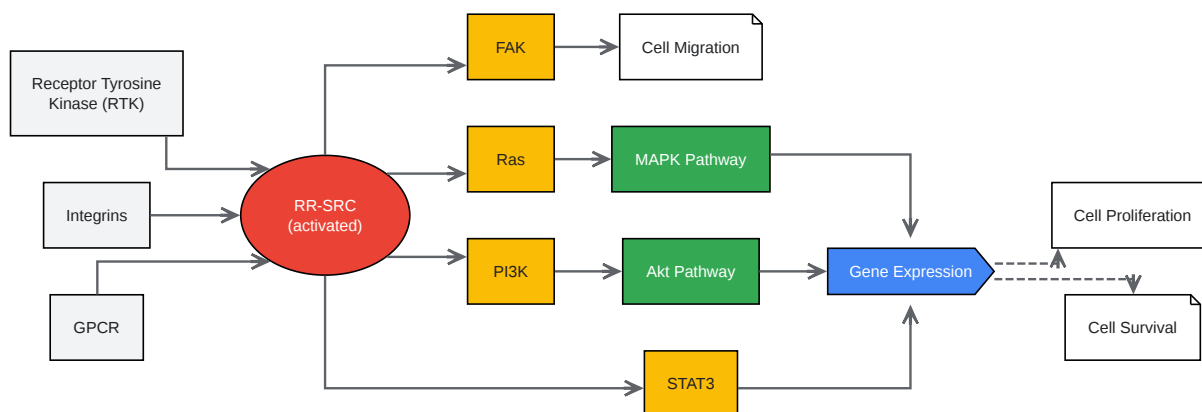 Receptor Tyrosine
Kinase (RTK)
Integrins
GPCR
RR-SRC
(activated)
FAK
Cell Migration
Ras
MAPK Pathway
PI3K
Akt Pathway
STAT3
Gene Expression
Cell Proliferation
Cell Survival